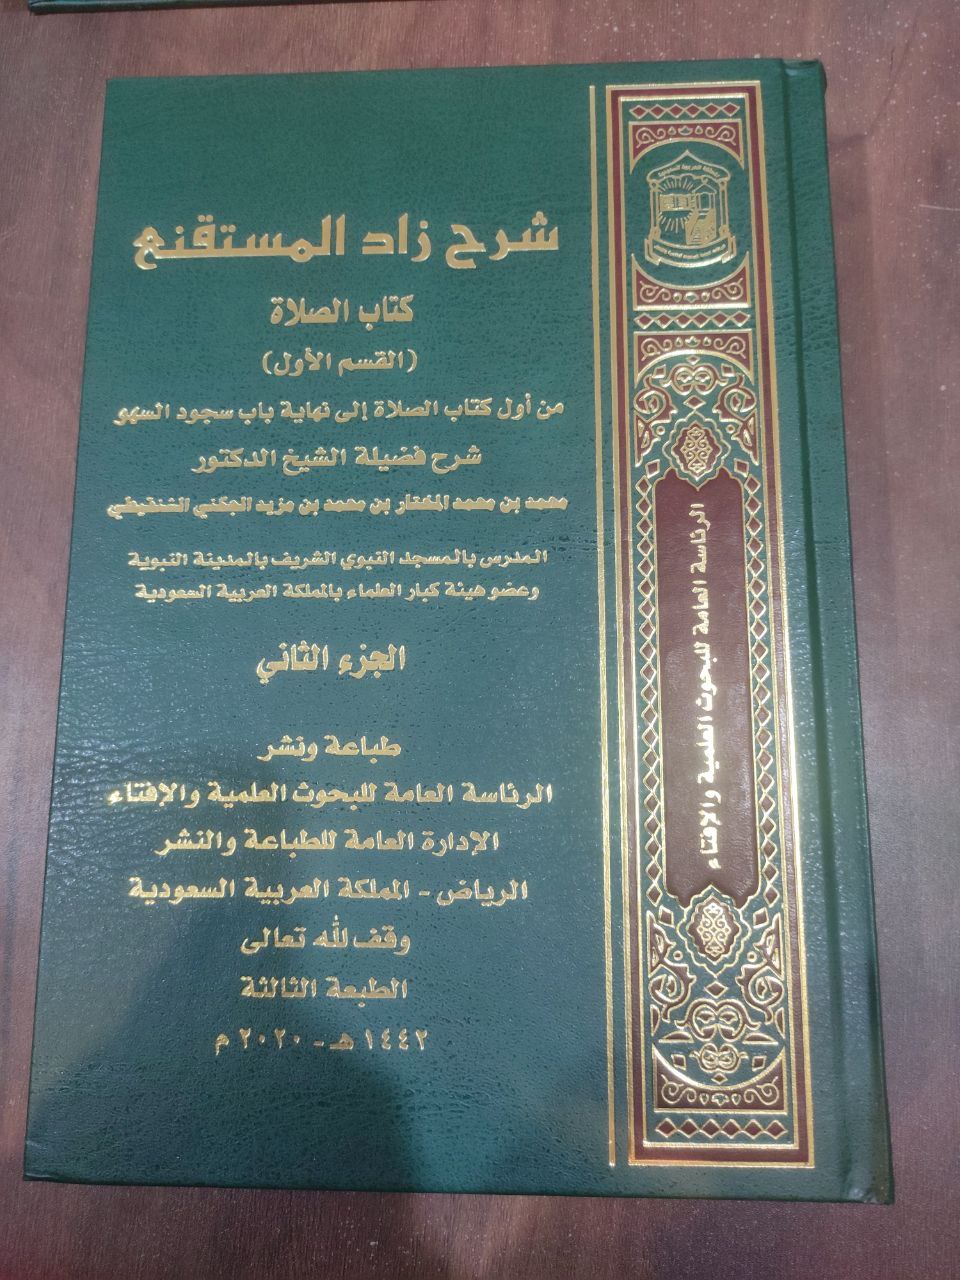 شرح زاد المستقنع
كتاب الصلاة
(القسم الأول)
من أول كتاب الصلاة إلى نهاية باب سجود السهو
شرح فضيلة الشيخ الدكتور
محمد بن محمد المختار بن محمد بن مزيد الجكني الشنقيطي
المدرس بالمسجد النبوي الشريف بالمدينة النبوية
وعضو هيئة كبار العلماء بالمملكة العربية السعودية
الجزء الثاني
طباعة ونشر
الرئاسة العامة للبحوث العلمية والإفتاء
الإدارة العامة للطباعة والنشر
الرياض - المملكة العربية السعودية
وقف لله تعالى
الطبعة الثالثة
١٤٤٢ هـ - ٢٠٢٠ م
المملكة العربية السعودية
الرئاسة العامة للبحوث العلمية والإفتاء